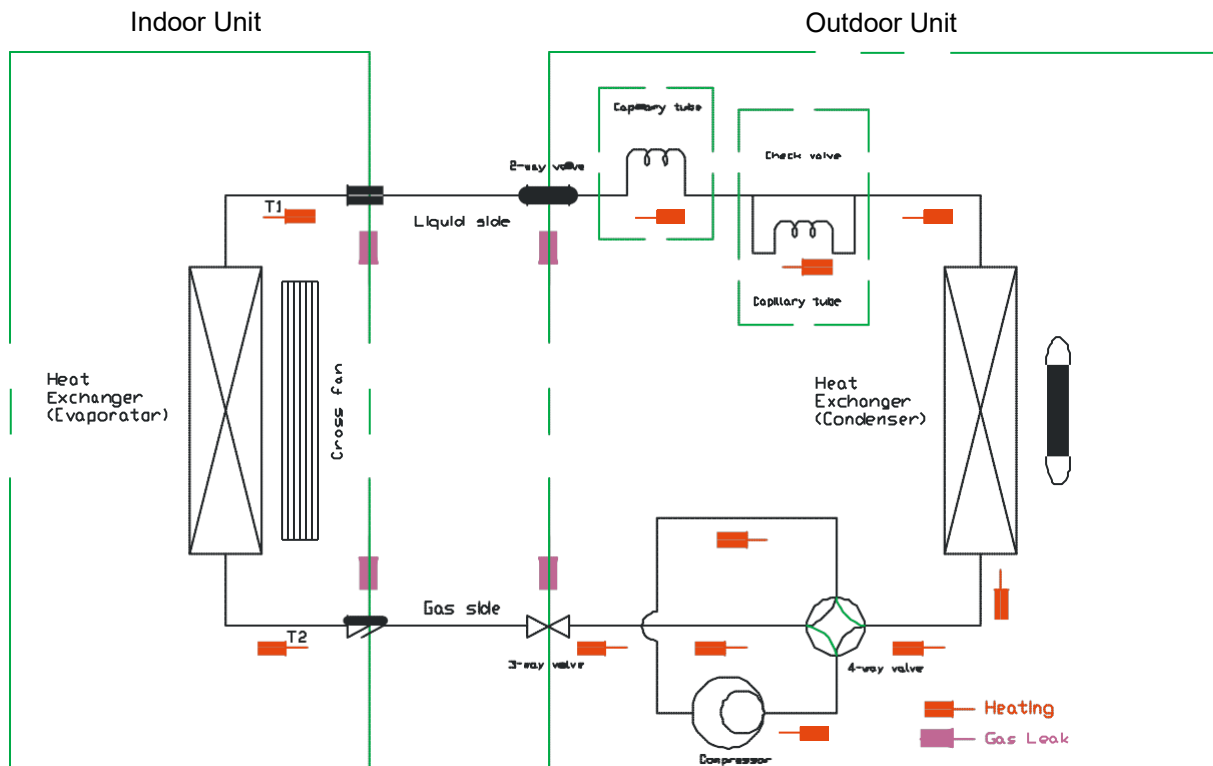 Indoor Unit
Outdoor Unit
Capillary tube
2-way valve
Check valve
T1
Liquid side
Capillary tube
Heat
Exchanger
(Evaporator)
Cross fan
Heat
Exchanger
(Condenser)
Gas side
T2
3-way valve
4-way valve
Heating
Gas Leak
Compressor